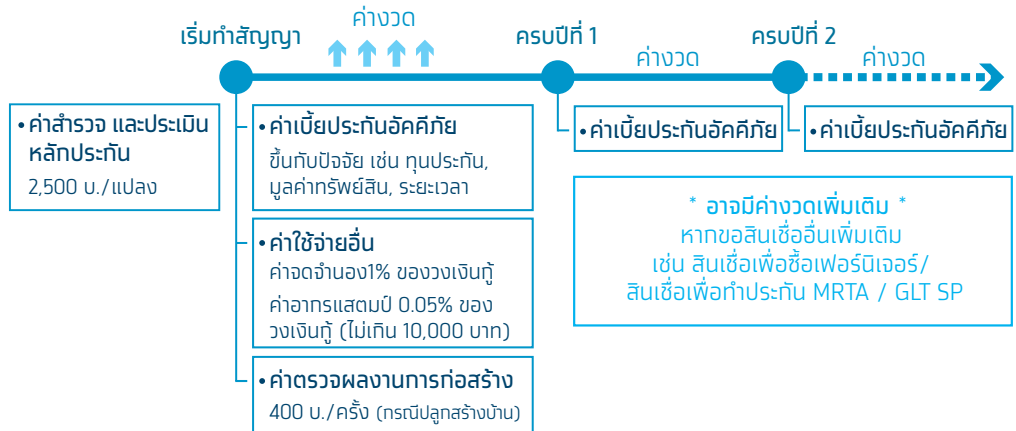 เริ่มทำสัญญา
ค่างวด
ครบปีที่ 1
ค่างวด
ครบปีที่ 2
ค่างวด
• ค่าสำรวจ และประเมิน
หลักประกัน
2,500 บ./แปลง
• ค่าเบี้ยประกันอัคคีภัย
ขึ้นกับปัจจัย เช่น ทุนประกัน,
มูลค่าทรัพย์สิน, ระยะเวลา
• ค่าใช้จ่ายอื่น
ค่าจดจำนอง1% ของวงเงินกู้
ค่าอากรแสตมป์ 0.05% ของ
วงเงินกู้ (ไม่เกิน 10,000 บาท)
• ค่าตรวจผลงานการก่อสร้าง
400 บ./ครั้ง (กรณีปลูกสร้างบ้าน)
• ค่าเบี้ยประกันอัคคีภัย
• ค่าเบี้ยประกันอัคคีภัย
* อาจมีค่างวดเพิ่มเติม *
หากขอสินเชื่ออื่นเพิ่มเติม
เช่น สินเชื่อเพื่อซื้อเฟอร์นิเจอร์/
สินเชื่อเพื่อทำประกัน MRTA / GLT SP